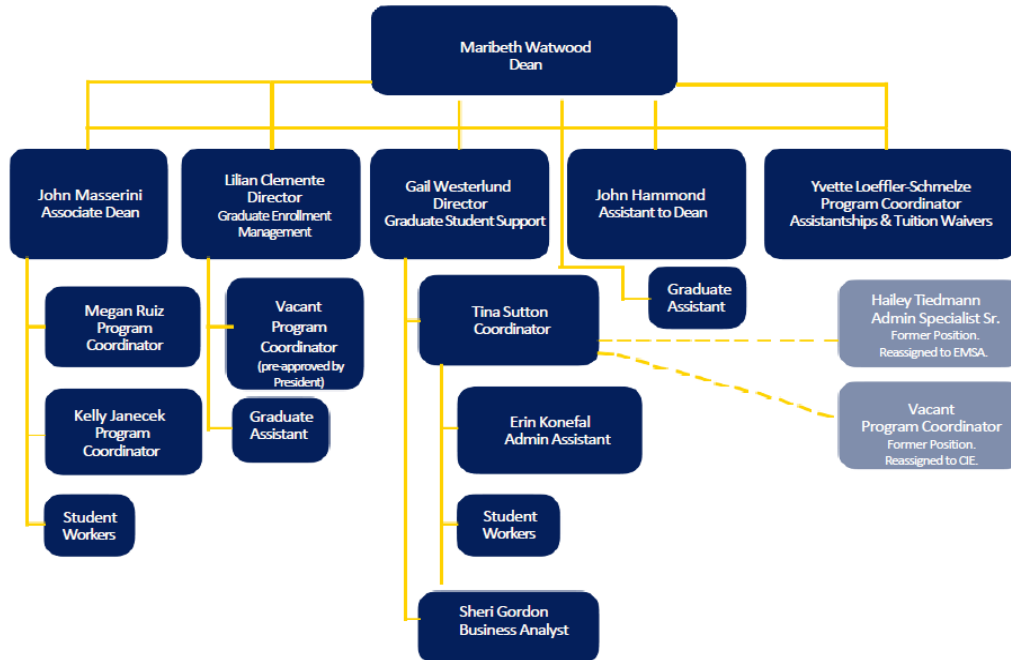 Maribeth Watwood
Dean
John Masserini
Associate Dean
Lilian Clemente
Director
Graduate Enrollment
Management
Gail Westerlund
Director
Graduate Student Support
John Hammond
Assistant to Dean
Yvette Loeffler-Schmelze
Program Coordinator
Assistantships & Tuition Waivers
Megan Ruiz
Program
Coordinator
Vacant
Program
Coordinator
(pre-approved by
President)
Tina Sutton
Coordinator
Graduate
Assistant
Hailey Tiedmann
Admin Specialist Sr.
Former Position.
Reassigned to EMSA.
Kelly Janecek
Program
Coordinator
Graduate
Assistant
Erin Konefal
Admin Assistant
Vacant
Program Coordinator
Former Position.
Reassigned to CIE.
Student
Workers
Student
Workers
Sheri Gordon
Business Analyst